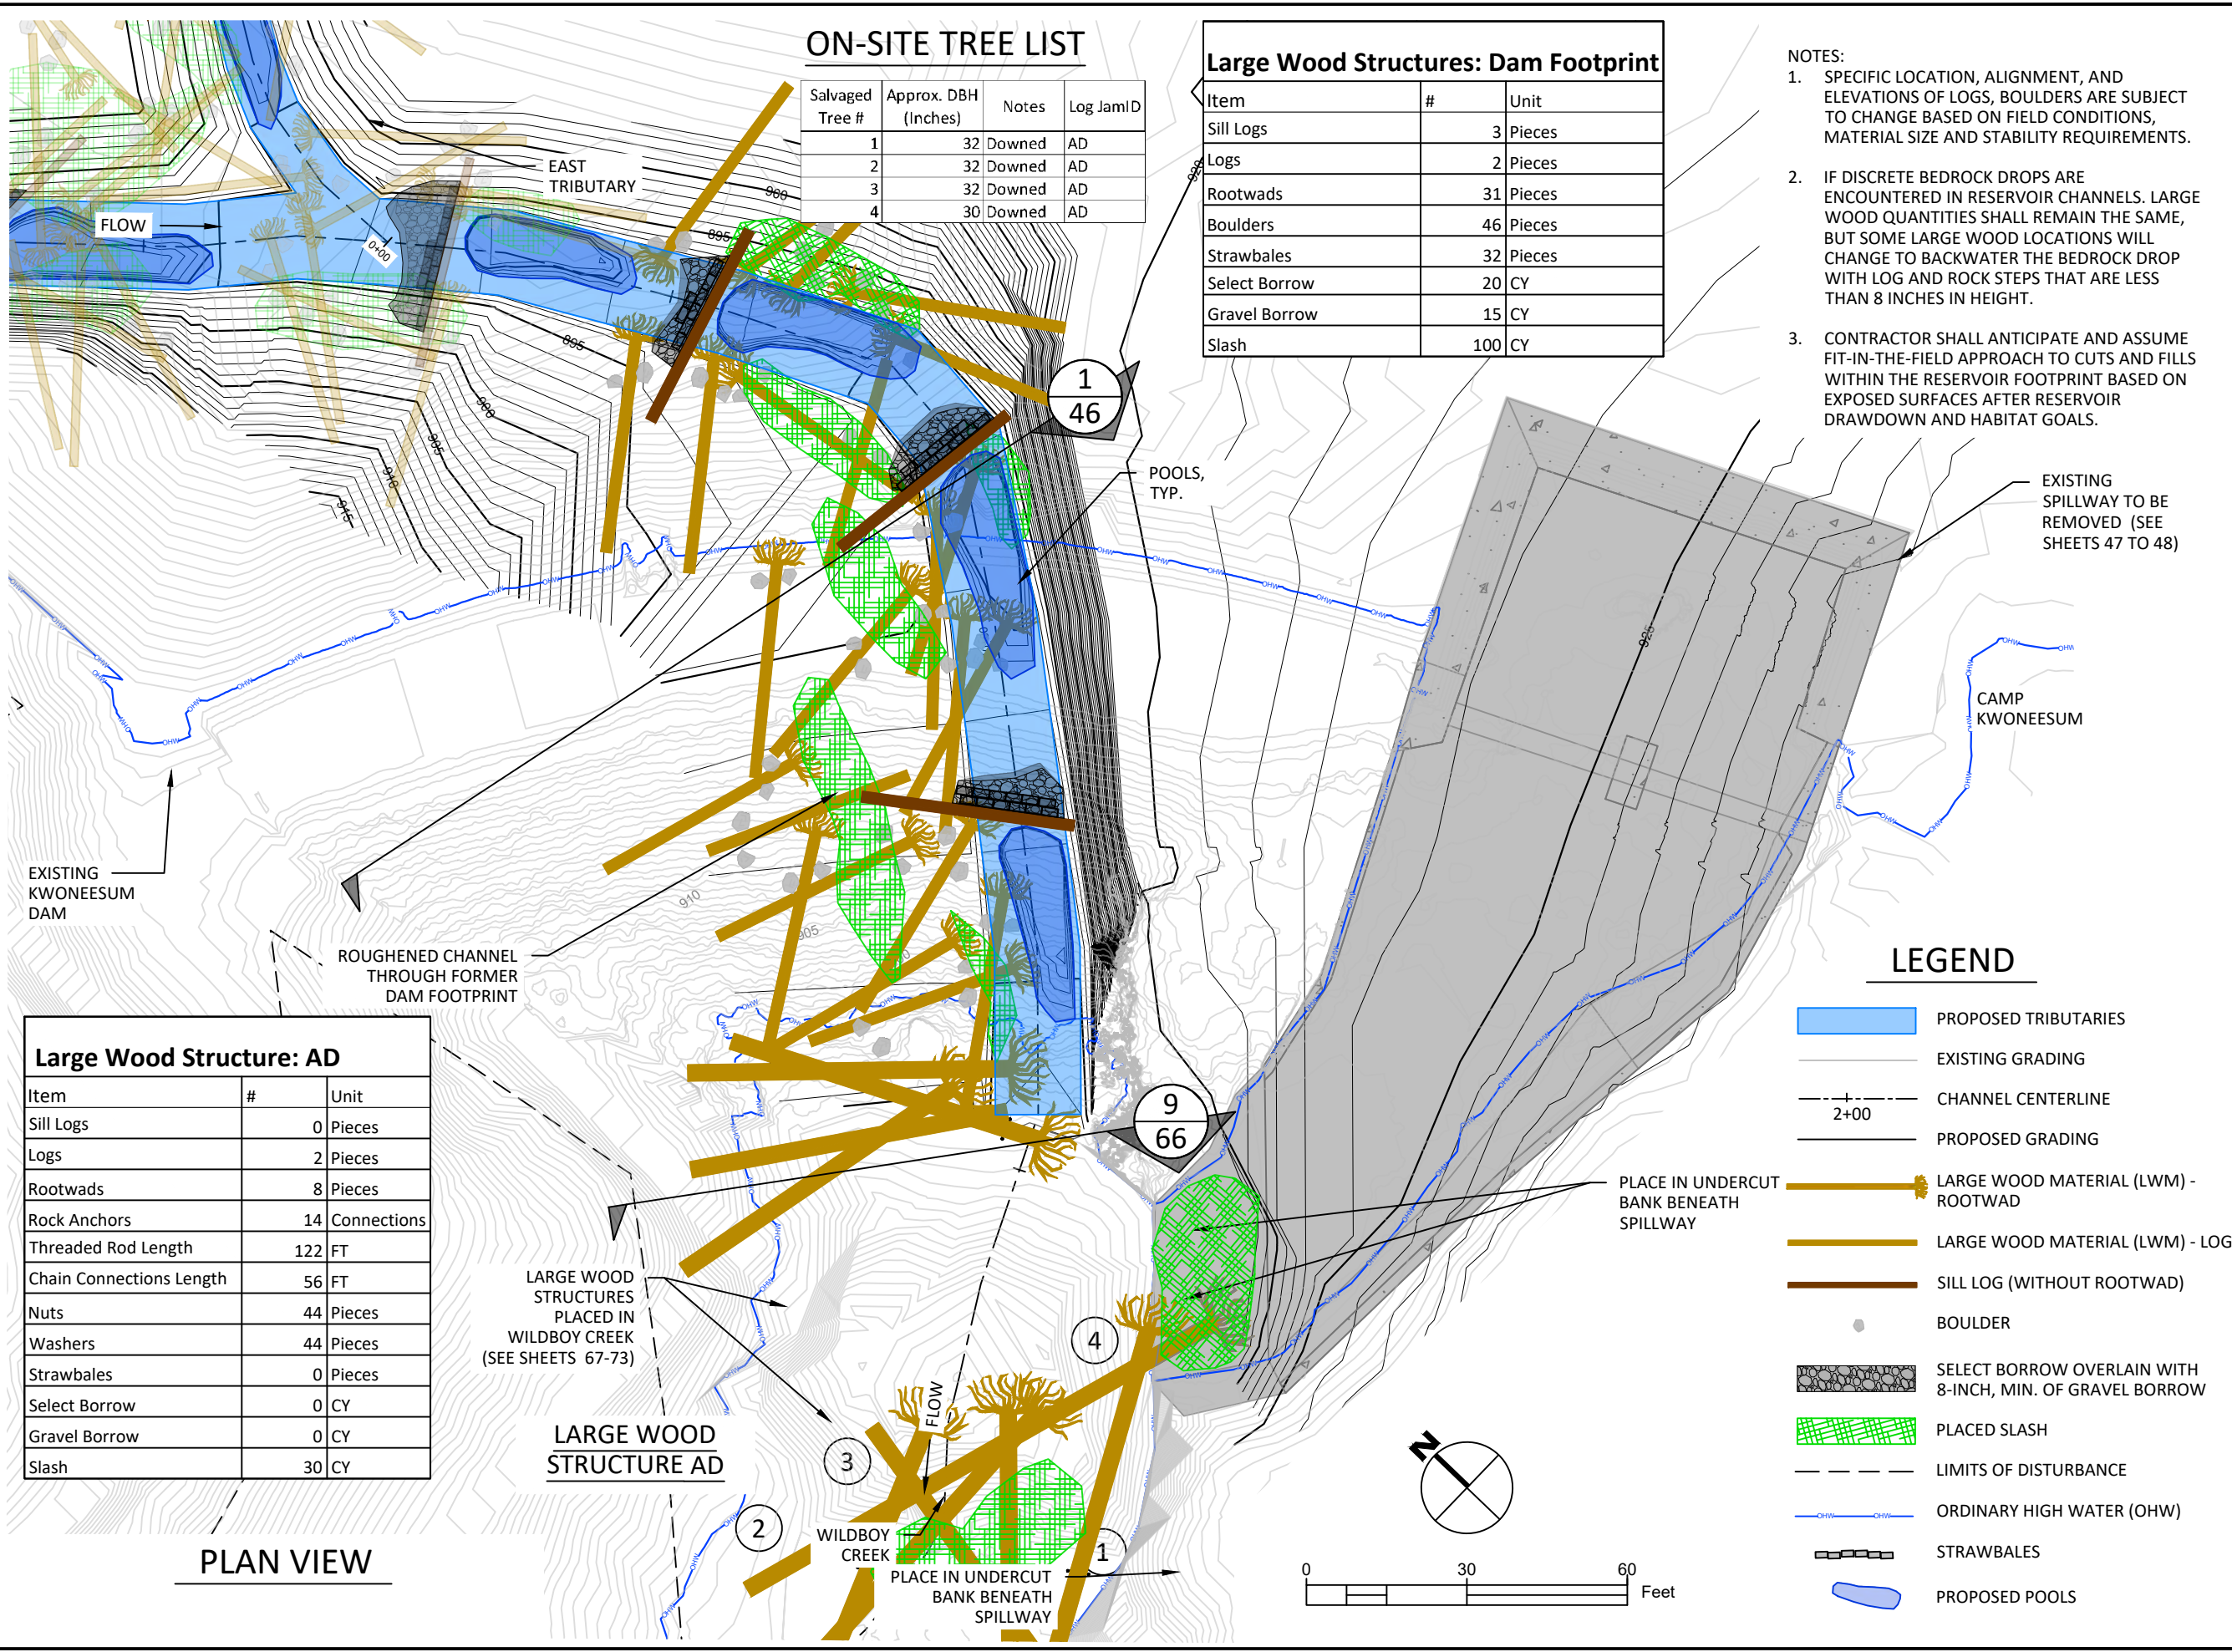 ON-SITE TREE LIST
Salvaged Tree # Approx. DBH (Inches) Notes Log JamID
1 32 Downed AD
2 32 Downed AD
3 32 Downed AD
4 30 Downed AD
Large Wood Structures: Dam Footprint
Item # Unit
Sill Logs 3 Pieces
Logs 2 Pieces
Rootwads 31 Pieces
Boulders 46 Pieces
Strawbales 32 Pieces
Select Borrow 20 CY
Gravel Borrow 15 CY
Slash 100 CY
NOTES:
1. SPECIFIC LOCATION, ALIGNMENT, AND
ELEVATIONS OF LOGS, BOULDERS ARE SUBJECT
TO CHANGE BASED ON FIELD CONDITIONS,
MATERIAL SIZE AND STABILITY REQUIREMENTS.
2. IF DISCRETE BEDROCK DROPS ARE
ENCOUNTERED IN RESERVOIR CHANNELS. LARGE
WOOD QUANTITIES SHALL REMAIN THE SAME,
BUT SOME LARGE WOOD LOCATIONS WILL
CHANGE TO BACKWATER THE BEDROCK DROP
WITH LOG AND ROCK STEPS THAT ARE LESS
THAN 8 INCHES IN HEIGHT.
3. CONTRACTOR SHALL ANTICIPATE AND ASSUME
FIT-IN-THE-FIELD APPROACH TO CUTS AND FILLS
WITHIN THE RESERVOIR FOOTPRINT BASED ON
EXPOSED SURFACES AFTER RESERVOIR
DRAWDOWN AND HABITAT GOALS.
EAST
TRIBUTARY
FLOW
0+00
900
895
895
900
905
910
915
920
1
46
POOLS,
TYP.
EXISTING
SPILLWAY TO BE
REMOVED (SEE
SHEETS 47 TO 48)
925
CAMP
KWONEESUM
OHW
EXISTING
KWONEESUM
DAM
910
905
ROUGHENED CHANNEL
THROUGH FORMER
DAM FOOTPRINT
Large Wood Structure: AD
Item # Unit
Sill Logs 0 Pieces
Logs 2 Pieces
Rootwads 8 Pieces
Rock Anchors 14 Connections
Threaded Rod Length 122 FT
Chain Connections Length 56 FT
Nuts 44 Pieces
Washers 44 Pieces
Strawbales 0 Pieces
Select Borrow 0 CY
Gravel Borrow 0 CY
Slash 30 CY
9
66
PLACE IN UNDERCUT
BANK BENEATH
SPILLWAY
LARGE WOOD
STRUCTURES
PLACED IN
WILDBOY CREEK
(SEE SHEETS 67-73)
LARGE WOOD
STRUCTURE AD
4
3
2
1
FLOW
WILDBOY
CREEK
PLACE IN UNDERCUT
BANK BENEATH
SPILLWAY
PLAN VIEW
N
0 30 60
Feet
LEGEND
PROPOSED TRIBUTARIES
EXISTING GRADING
2+00 CHANNEL CENTERLINE
PROPOSED GRADING
LARGE WOOD MATERIAL (LWM) -
ROOTWAD
LARGE WOOD MATERIAL (LWM) - LOG
SILL LOG (WITHOUT ROOTWAD)
BOULDER
SELECT BORROW OVERLAIN WITH
8-INCH, MIN. OF GRAVEL BORROW
PLACED SLASH
LIMITS OF DISTURBANCE
OHW OHW ORDINARY HIGH WATER (OHW)
STRAWBALES
PROPOSED POOLS